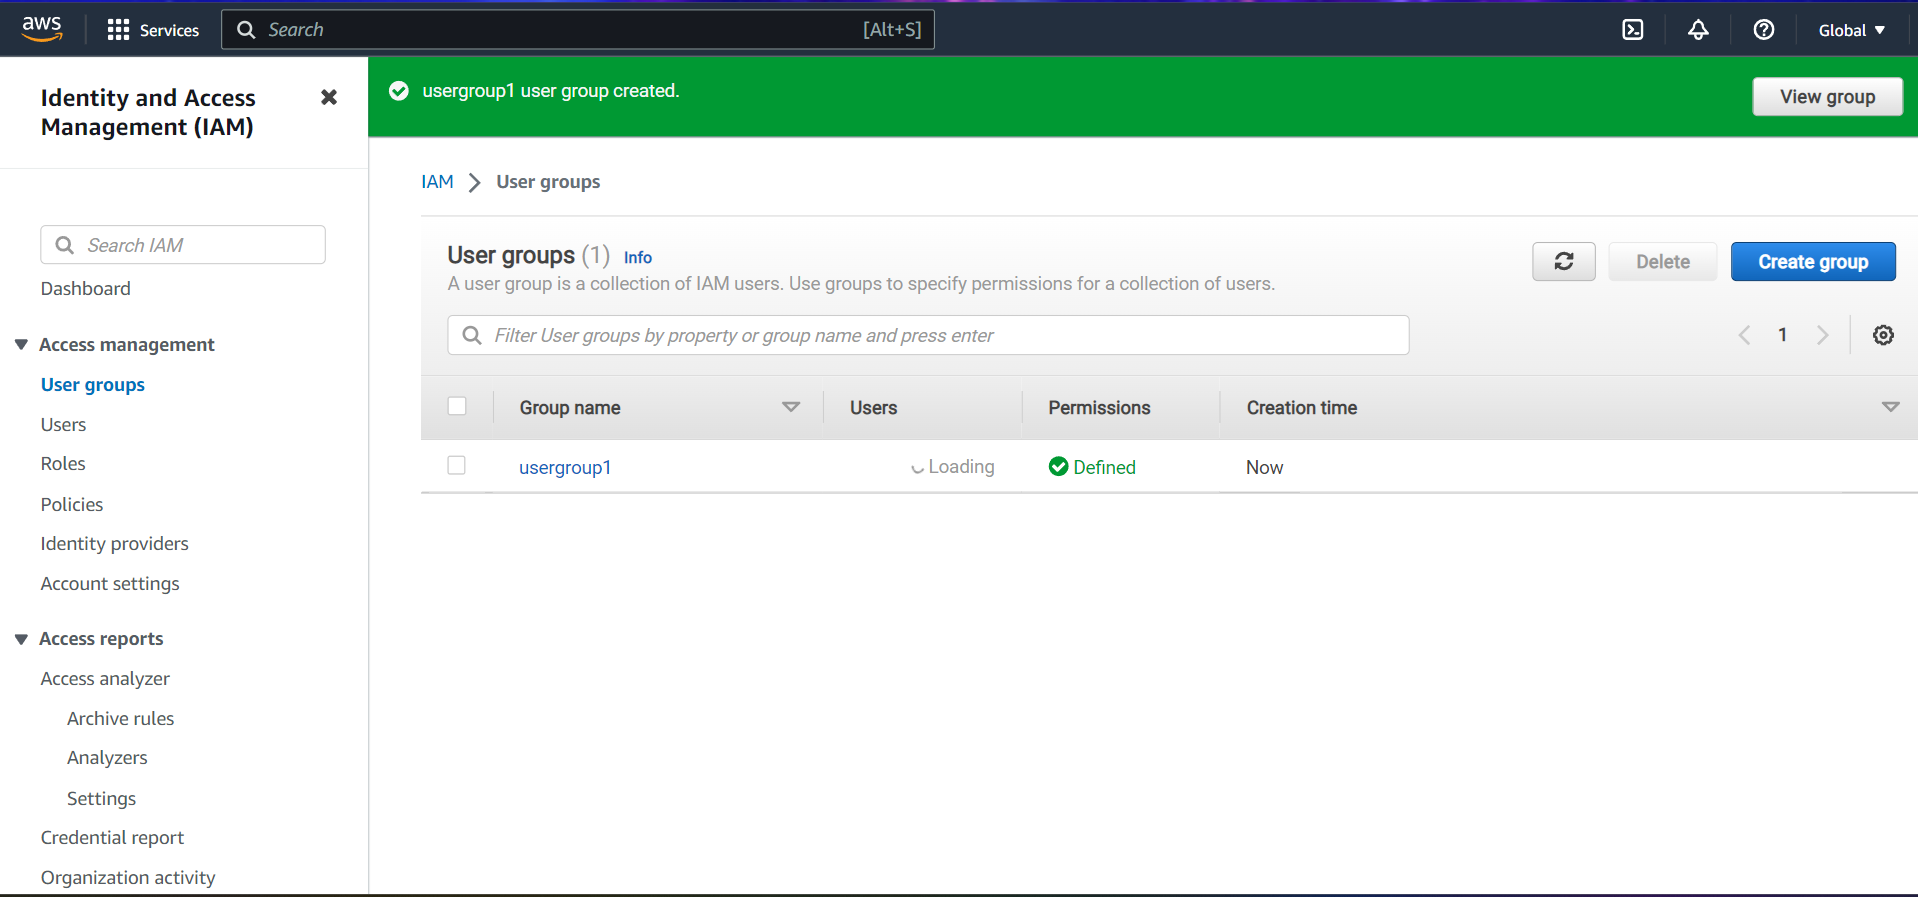 aws
Services
Search
[Alt+S]
Global
Identity and Access
Management (IAM)
Search IAM
Dashboard
Access management
User groups
Users
Roles
Policies
Identity providers
Account settings
Access reports
Access analyzer
Archive rules
Analyzers
Settings
Credential report
Organization activity
usergroup1 user group created.
View group
IAM User groups
User groups (1) Info
A user group is a collection of IAM users. Use groups to specify permissions for a collection of users.
Delete
Create group
Filter User groups by property or group name and press enter
1
Group name Users Permissions Creation time
usergroup1 Loading Defined Now